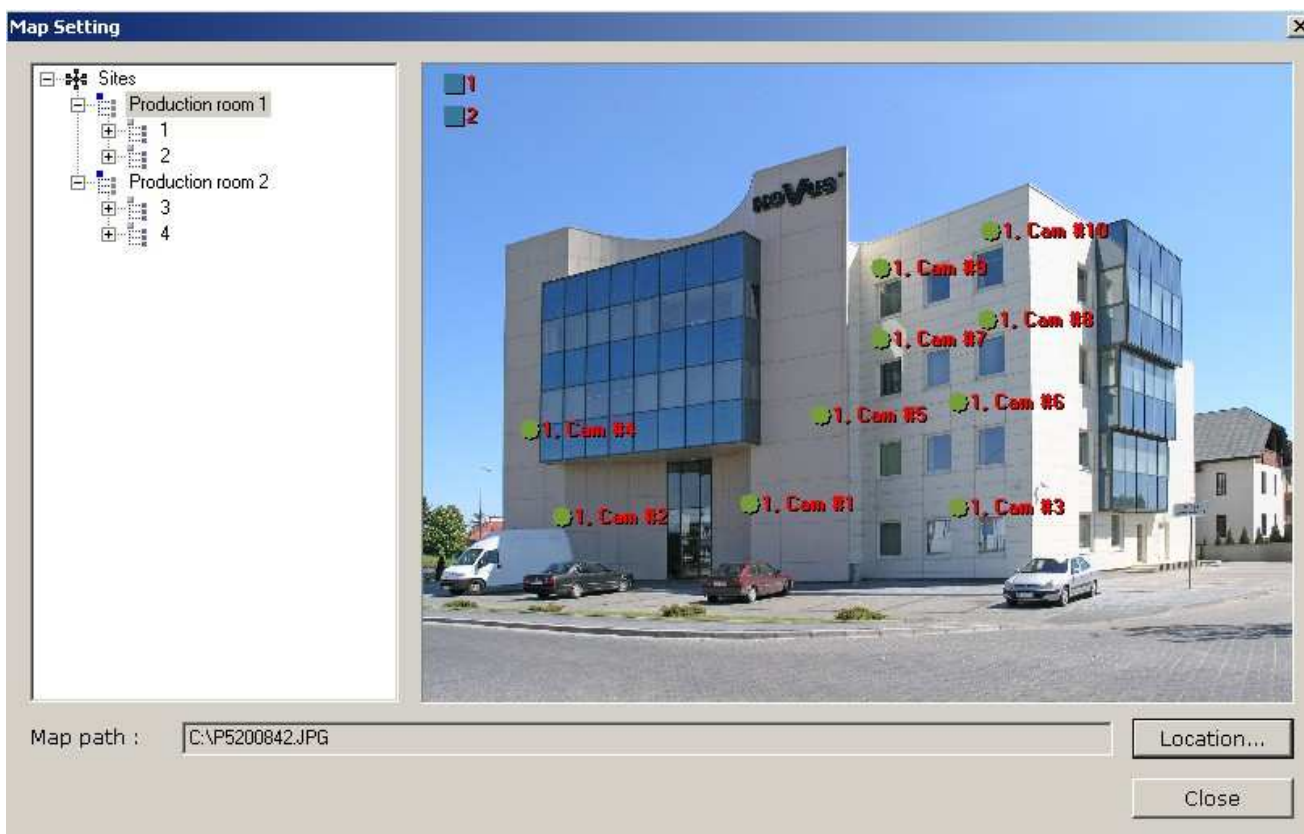 Map Setting
Sites
Production room 1
1
2
Production room 2
3
4
1
2
NOVUS
1, Cam #10
1, Cam #9
1, Cam #8
1, Cam #7
1, Cam #6
1, Cam #5
1, Cam #4
1, Cam #1
1, Cam #3
1, Cam #2
Map path :
C:\P5200842.JPG
Location...
Close